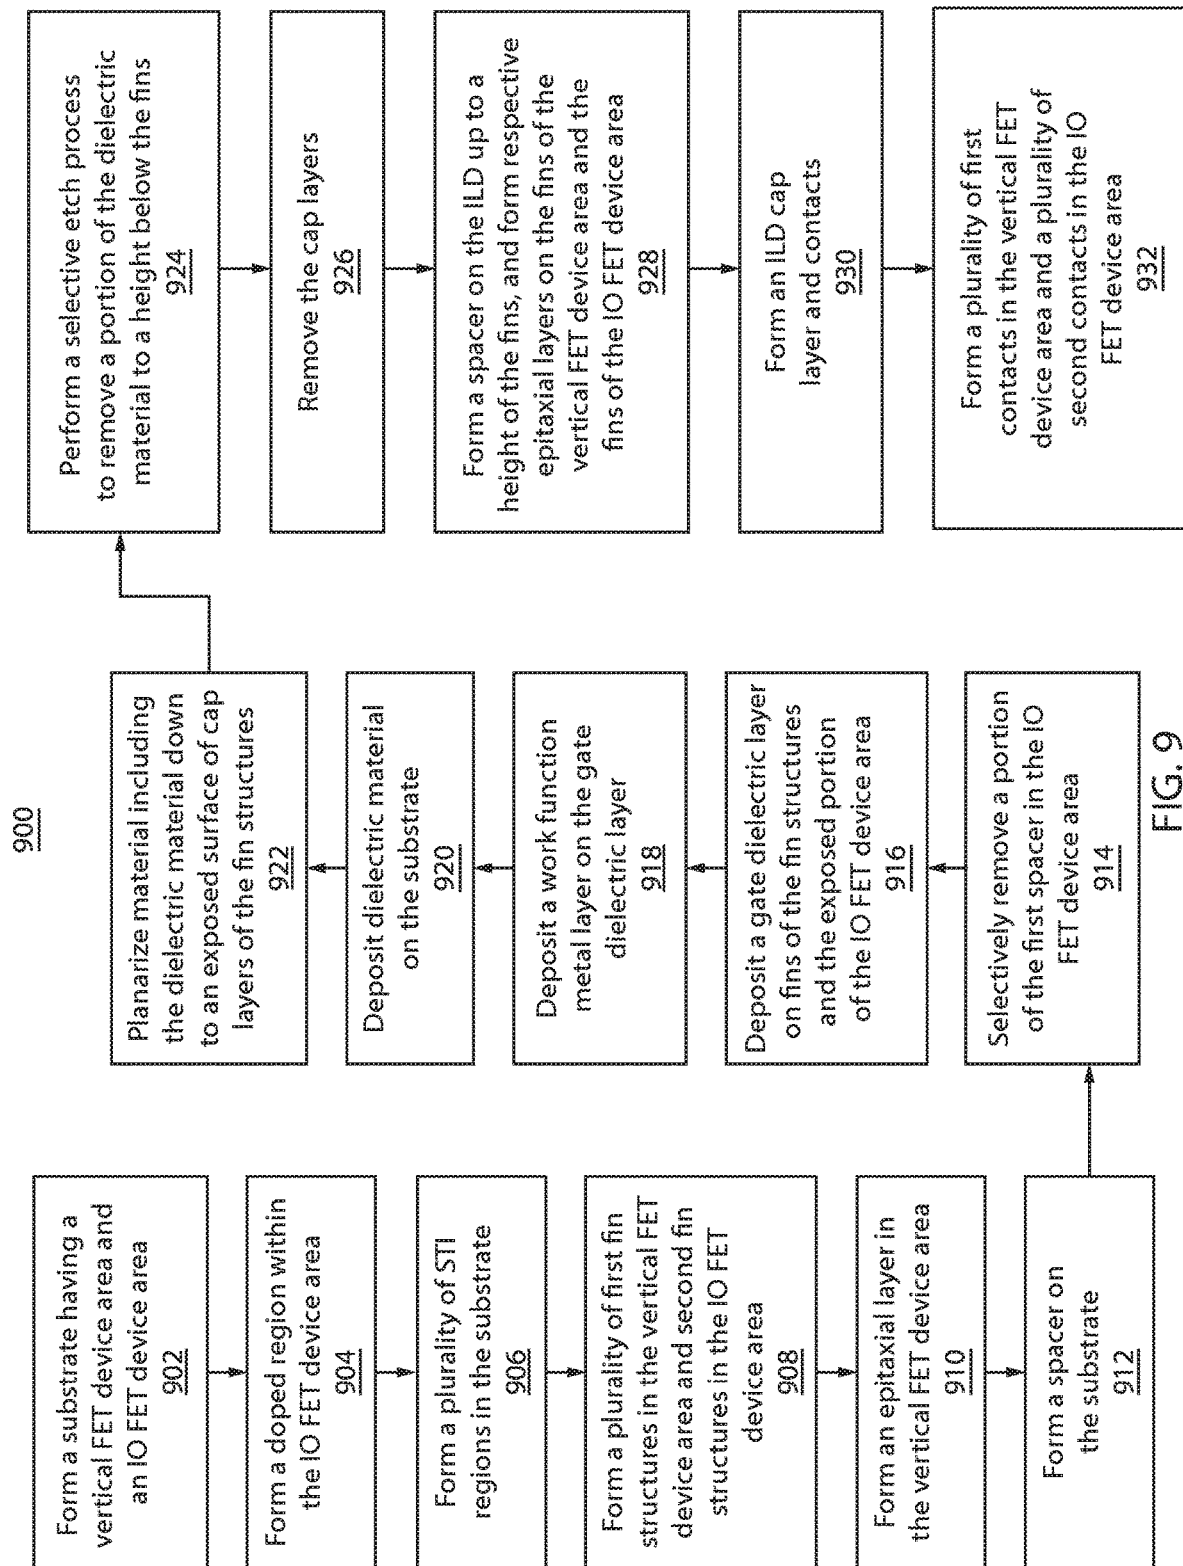 900
Form a substrate having a
vertical FET device area and
an IO FET device area
902
Form a doped region within
the IO FET device area
904
Form a plurality of STI
regions in the substrate
906
Form a plurality of first fin
structures in the vertical FET
device area and second fin
structures in the IO FET
device area
908
Form an epitaxial layer in
the vertical FET device area
910
Form a spacer on
the substrate
912
Selectively remove a portion
of the first spacer in the IO
FET device area
914
Deposit a gate dielectric layer
on fins of the fin structures
and the exposed portion
of the IO FET device area
916
Deposit a work function
metal layer on the gate
dielectric layer
918
Deposit dielectric material
on the substrate
920
Planarize material including
the dielectric material down
to an exposed surface of cap
layers of the fin structures
922
Perform a selective etch process
to remove a portion of the dielectric
material to a height below the fins
924
Remove the cap layers
926
Form a spacer on the ILD up to a
height of the fins, and form respective
epitaxial layers on the fins of the
vertical FET device area and the
fins of the IO FET device area
928
Form an ILD cap
layer and contacts
930
Form a plurality of first
contacts in the vertical FET
device area and a plurality of
second contacts in the IO
FET device area
932
FIG. 9